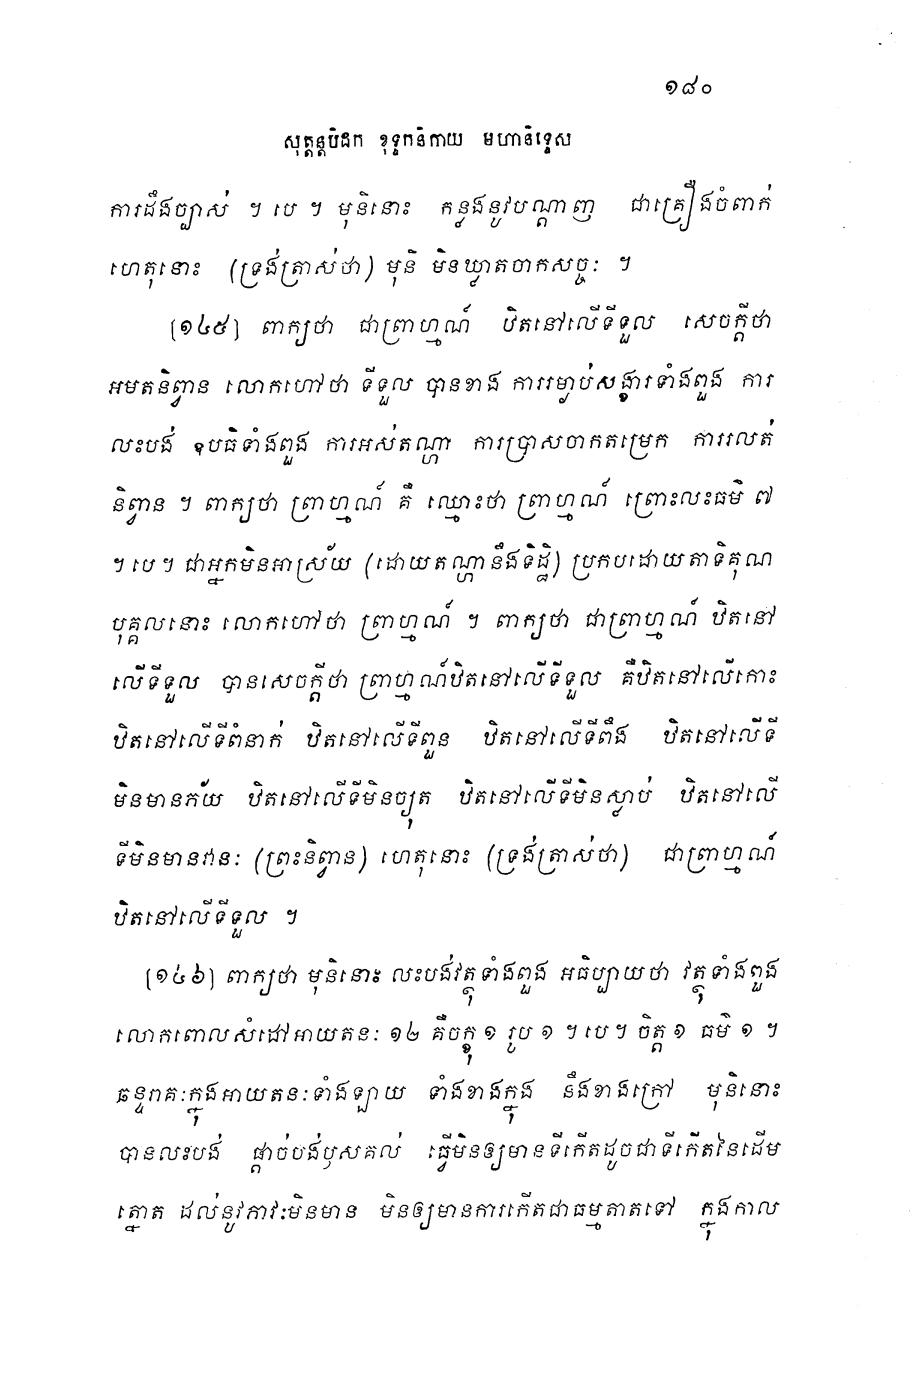 ១៨០
សុត្តន្តបិដក ខុទ្ទកនិកាយ មហានិទ្ទេស
ការដឹងច្បាស់ ។ បេ ។ មុនិនោះ កន្លងនូវបណ្តាញ ជាគ្រឿងចំពាក់
ហេតុនោះ (ទ្រង់ត្រាស់ថា) មុនិ មិនឃ្លាតចាកសច្ចៈ ។
[១៤៥] ពាក្យថា ជាព្រាហ្មណ៍ ឋិតនៅលើទីទួល សេចក្តីថា
អមតនិព្វាន លោកហៅថា ទីទួល បានខាង ការរម្ងាប់សង្ខារទាំងពួង ការ
លះបង់ ឧបធិទាំងពួង ការអស់តណ្ហា ការប្រាសចាកតម្រេក ការរលត់
និព្វាន ។ ពាក្យថា ព្រាហ្មណ៍ គឺ ឈ្មោះថា ព្រាហ្មណ៍ ព្រោះលះធម៌ ៧
។ បេ ។ ជាអ្នកមិនអាស្រ័យ (ដោយតណ្ហានឹងទិដ្ឋិ) ប្រកបដោយតាទិគុណ
បុគ្គលនោះ លោកហៅថា ព្រាហ្មណ៍ ។ ពាក្យថា ជាព្រាហ្មណ៍ ឋិតនៅ
លើទីទួល បានសេចក្តីថា ព្រាហ្មណ៍ឋិតនៅលើទីទួល គឺឋិតនៅលើកោះ
ឋិតនៅលើទីពំនាក់ ឋិតនៅលើទីពួន ឋិតនៅលើទីពឹង ឋិតនៅលើទី
មិនមានភ័យ ឋិតនៅលើទីមិនច្យុត ឋិតនៅលើទីមិនស្លាប់ ឋិតនៅលើ
ទីមិនមានវានៈ (ព្រះនិព្វាន) ហេតុនោះ (ទ្រង់ត្រាស់ថា) ជាព្រាហ្មណ៍
ឋិតនៅលើទីទួល ។
[១៤៦] ពាក្យថា មុនិនោះ លះបង់វត្ថុទាំងពួង អធិប្បាយថា វត្ថុទាំងពួង
លោកពោលសំដៅអាយតនៈ ១២ គឺចក្ខុ ១ រូប ១ ។ បេ ។ ចិត្ត ១ ធម៌ ១ ។
ឆន្ទរាគៈក្នុងអាយតនៈទាំងឡាយ ទាំងខាងក្នុង នឹងខាងក្រៅ មុនិនោះ
បានលះបង់ ផ្តាច់បង់ឫសគល់ ធ្វើមិនឲ្យមានទីកើតដូចជាទីកើតនៃដើម
ត្នោត ដល់នូវភាវៈមិនមាន មិនឲ្យមានការកើតជាធម្មតាតទៅ ក្នុងកាល